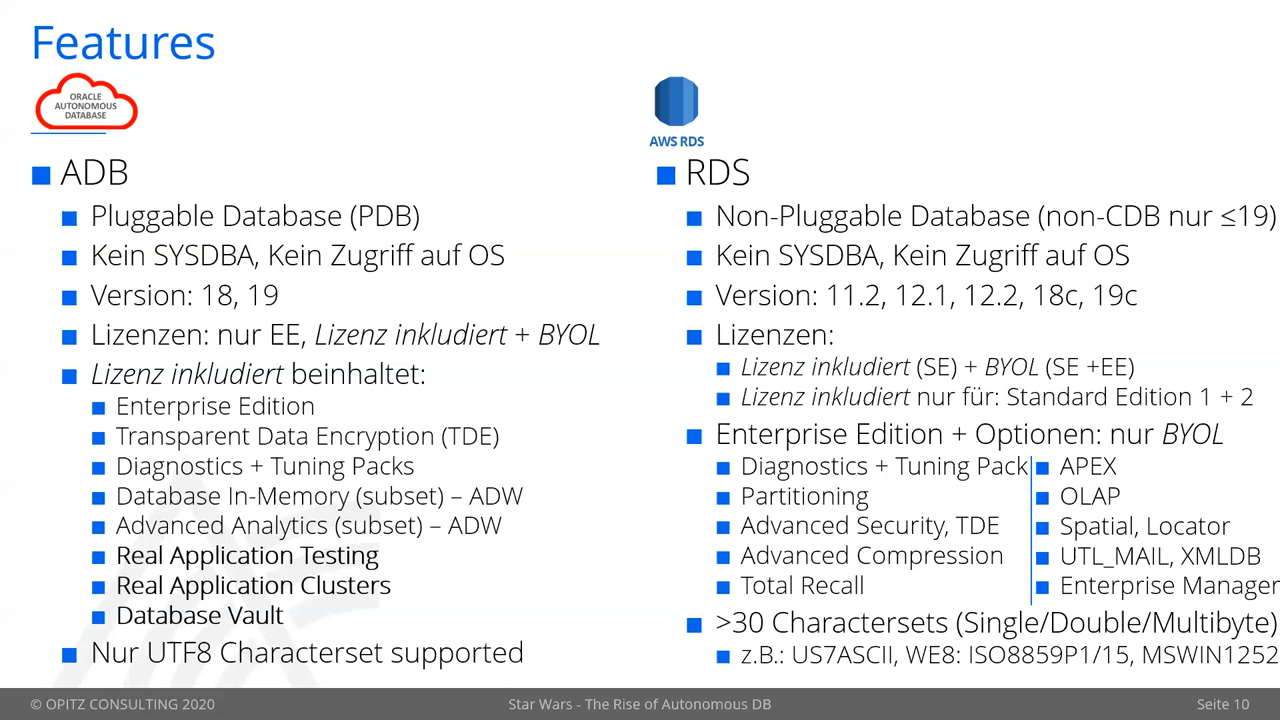 Features
ORACLE
AUTONOMOUS
DATABASE
ADB
Pluggable Database (PDB)
Kein SYSDBA, Kein Zugriff auf OS
Version: 18, 19
Lizenzen: nur EE, Lizenz inkludiert + BYOL
Lizenz inkludiert beinhaltet:
Enterprise Edition
Transparent Data Encryption (TDE)
Diagnostics + Tuning Packs
Database In-Memory (subset) – ADW
Advanced Analytics (subset) – ADW
Real Application Testing
Real Application Clusters
Database Vault
Nur UTF8 Characterset supported
AWS RDS
RDS
Non-Pluggable Database (non-CDB nur ≤19)
Kein SYSDBA, Kein Zugriff auf OS
Version: 11.2, 12.1, 12.2, 18c, 19c
Lizenzen:
Lizenz inkludiert (SE) + BYOL (SE +EE)
Lizenz inkludiert nur für: Standard Edition 1 + 2
Enterprise Edition + Optionen: nur BYOL
Diagnostics + Tuning Pack
Partitioning
Advanced Security, TDE
Advanced Compression
Total Recall
APEX
OLAP
Spatial, Locator
UTL_MAIL, XMLDB
Enterprise Manager
>30 Charactersets (Single/Double/Multibyte)
z.B.: US7ASCII, WE8: ISO8859P1/15, MSWIN1252
© OPITZ CONSULTING 2020
Star Wars - The Rise of Autonomous DB
Seite 10